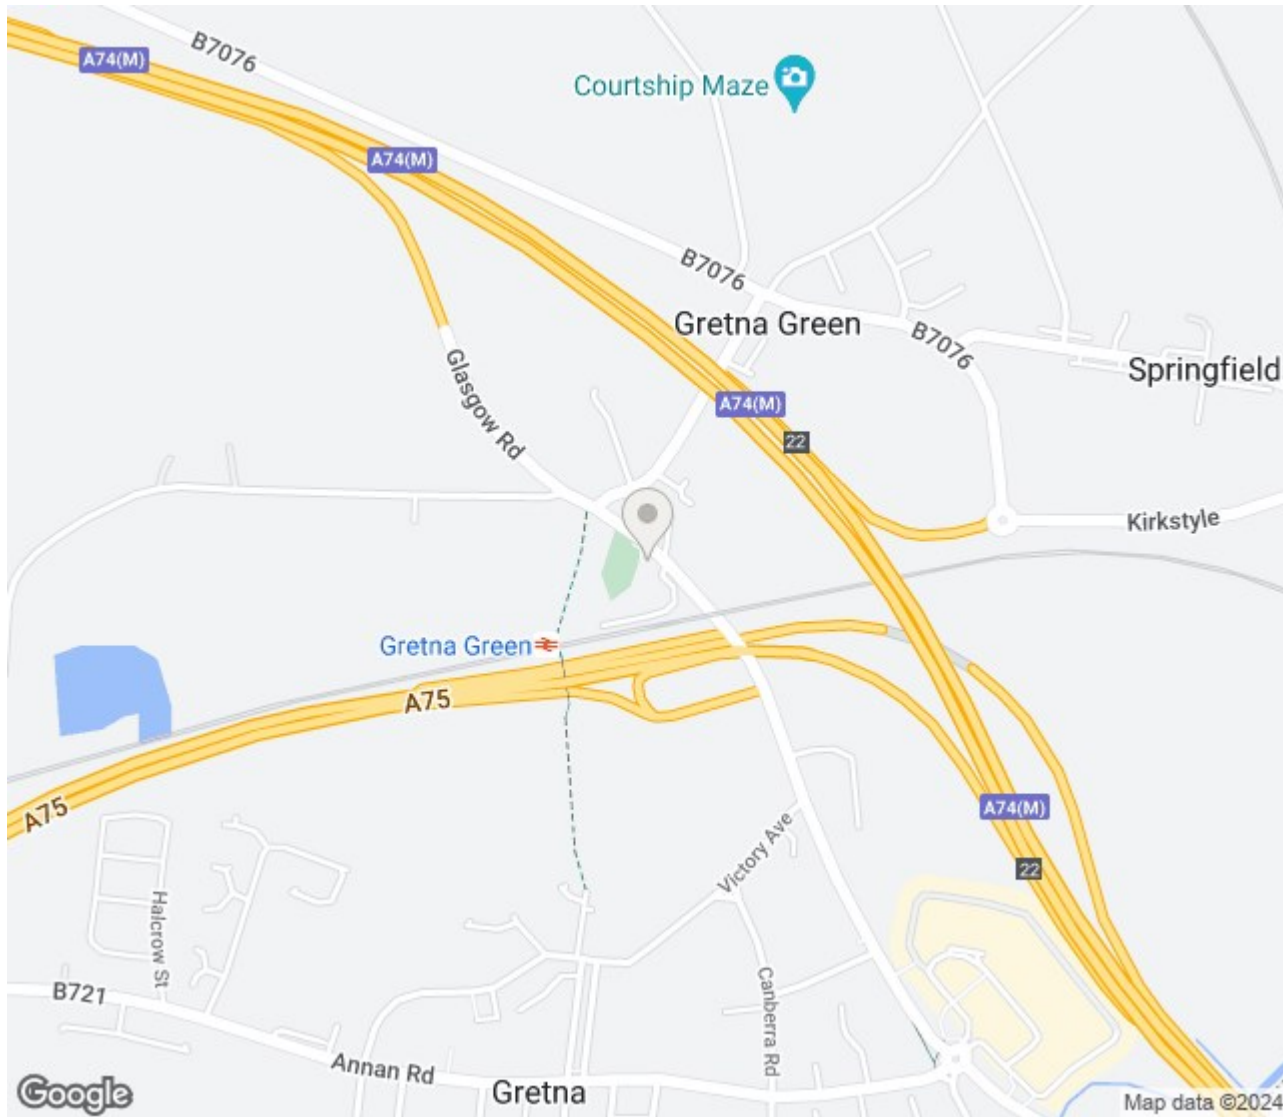 B7076
A74(M)
Courtship Maze
A74(M)
B7076
Gretna Green
B7076
Springfield
Glasgow Rd
A74(M)
22
Kirkstyle
Gretna Green
A75
A75
A74(M)
Victory Ave
22
Halcrow St
B721
Canberra Rd
Annan Rd
Gretna
Google
Map data ©2024